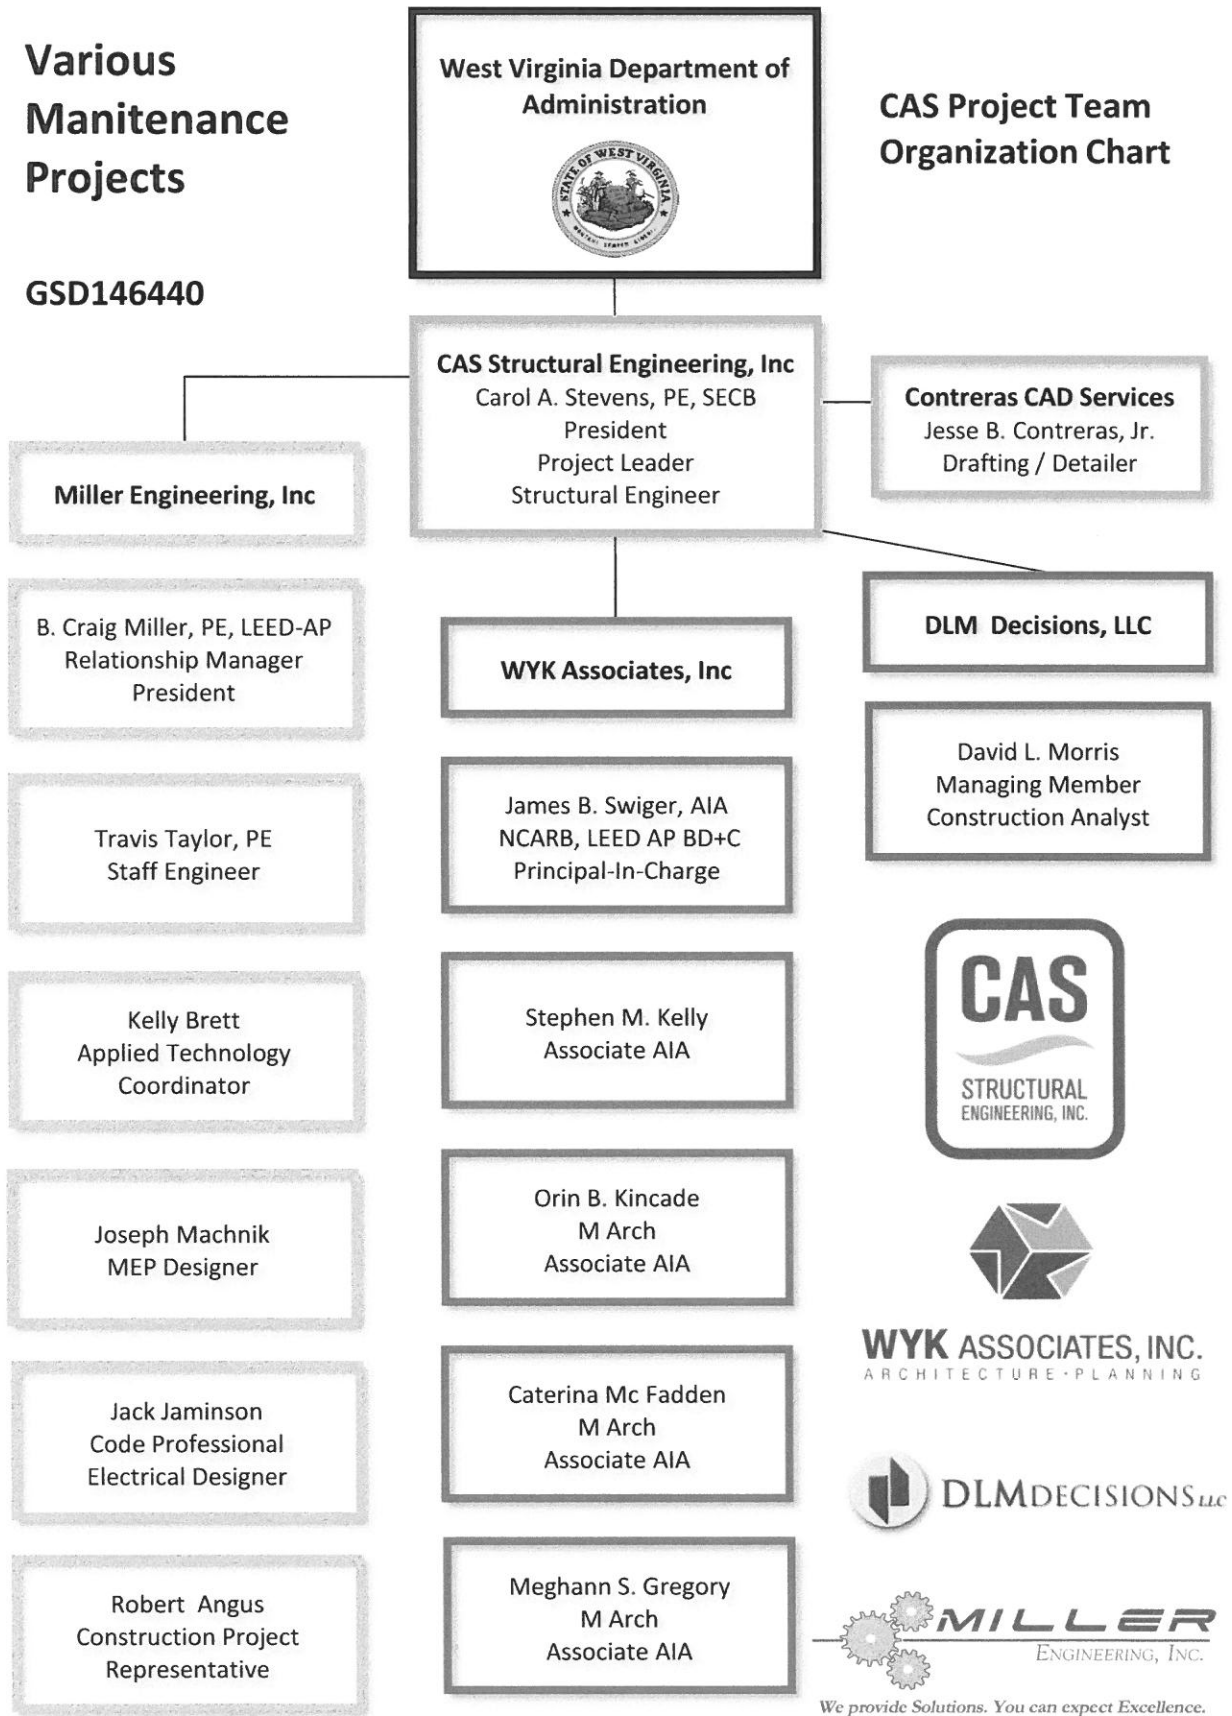 Various
Manitenance
Projects
GSD146440
West Virginia Department of
Administration
STATE OF WEST VIRGINIA
MONTANI SEMPER LIBERI
CAS Project Team
Organization Chart
CAS Structural Engineering, Inc
Carol A. Stevens, PE, SECB
President
Project Leader
Structural Engineer
Contreras CAD Services
Jesse B. Contreras, Jr.
Drafting / Detailer
Miller Engineering, Inc
B. Craig Miller, PE, LEED-AP
Relationship Manager
President
Travis Taylor, PE
Staff Engineer
Kelly Brett
Applied Technology
Coordinator
Joseph Machnik
MEP Designer
Jack Jaminson
Code Professional
Electrical Designer
Robert Angus
Construction Project
Representative
WYK Associates, Inc
James B. Swiger, AIA
NCARB, LEED AP BD+C
Principal-In-Charge
Stephen M. Kelly
Associate AIA
Orin B. Kincade
M Arch
Associate AIA
Caterina Mc Fadden
M Arch
Associate AIA
Meghann S. Gregory
M Arch
Associate AIA
DLM Decisions, LLC
David L. Morris
Managing Member
Construction Analyst
CAS
STRUCTURAL
ENGINEERING, INC.
WYK ASSOCIATES, INC.
ARCHITECTURE·PLANNING
DLMDECISIONS LLC
MILLER
ENGINEERING, INC.
We provide Solutions. You can expect Excellence.